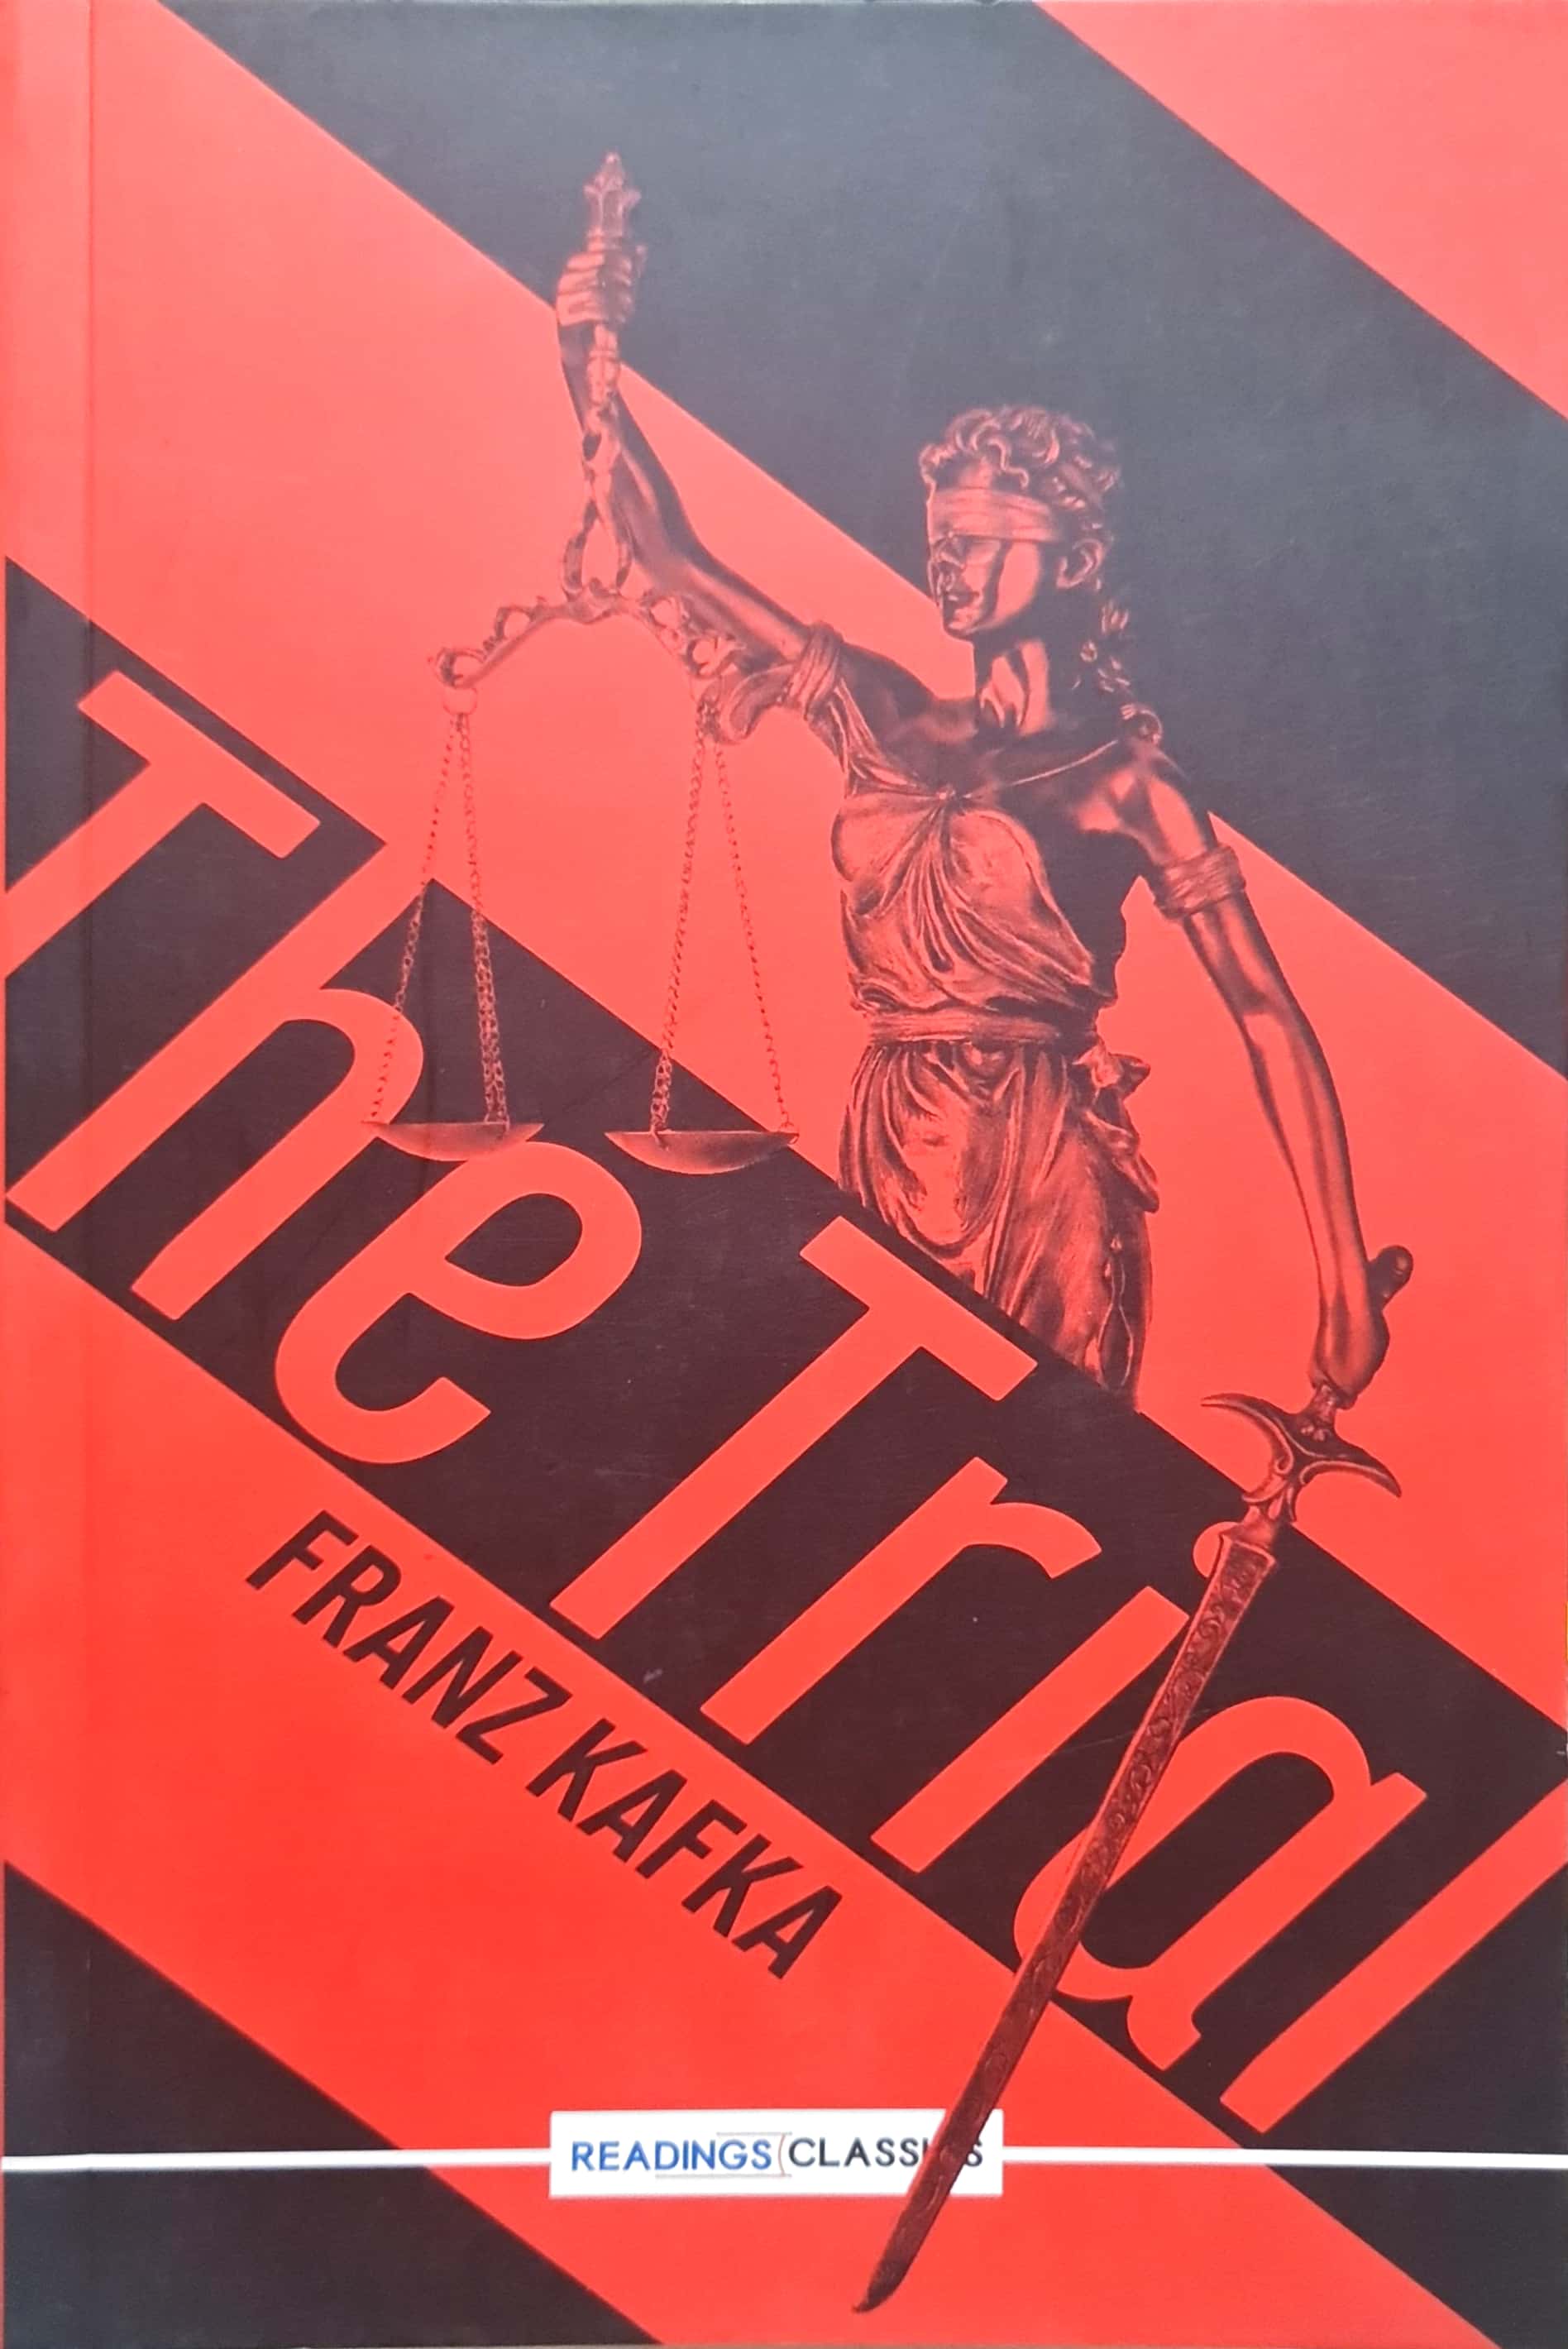 The Trial
FRANZ KAFKA
READINGS CLASSICS